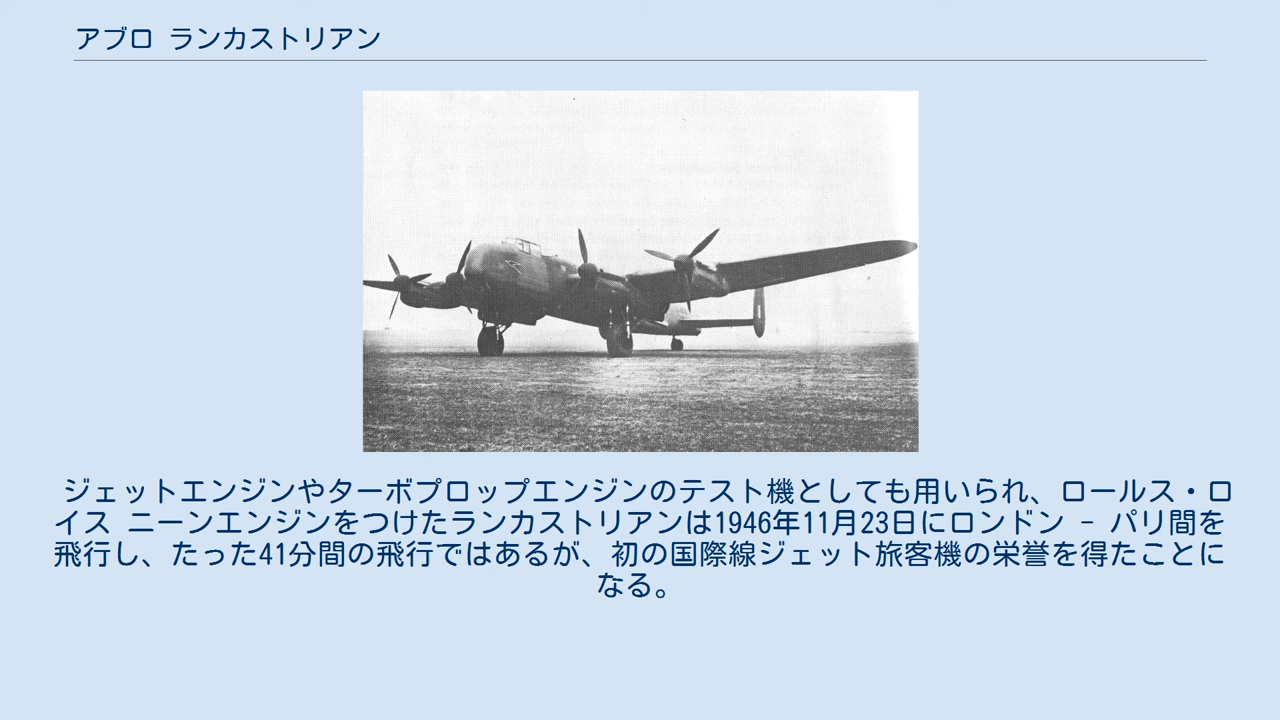 アブロ ランカストリアン
ジェットエンジンやターボプロップエンジンのテスト機としても用いられ、ロールス・ロ
イス ニーンエンジンをつけたランカストリアンは1946年11月23日にロンドン - パリ間を
飛行し、たった41分間の飛行ではあるが、初の国際線ジェット旅客機の栄誉を得たことに
なる。